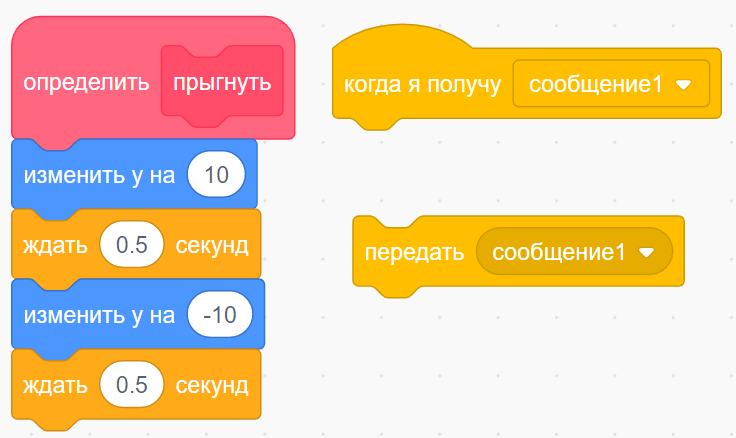 определить прыгнуть
изменить y на 10
ждать 0.5 секунд
изменить y на -10
ждать 0.5 секунд
когда я получу сообщение1
передать сообщение1